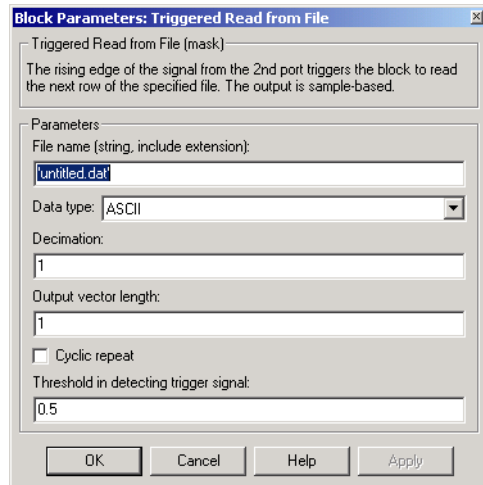 Block Parameters: Triggered Read from File
Triggered Read from File (mask)
The rising edge of the signal from the 2nd port triggers the block to read
the next row of the specified file. The output is sample-based.
Parameters
File name (string, include extension):
'untitled.dat'
Data type: ASCII
Decimation:
1
Output vector length:
1
Cyclic repeat
Threshold in detecting trigger signal:
0.5
OK Cancel Help Apply